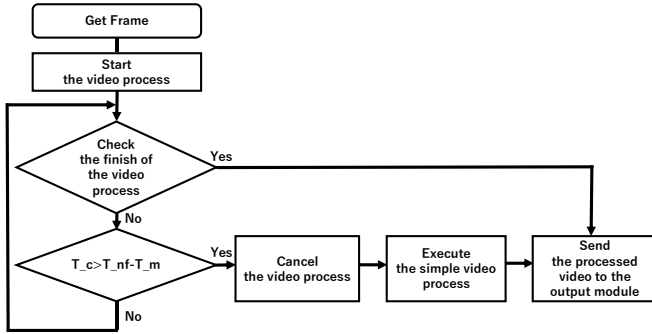 Get Frame
Start
the video process
Check
the finish of
the video
process
Yes
No
T_c>T_nf-T_m
Yes
Cancel
the video process
Execute
the simple video
process
Send
the processed
video to the
output module
No